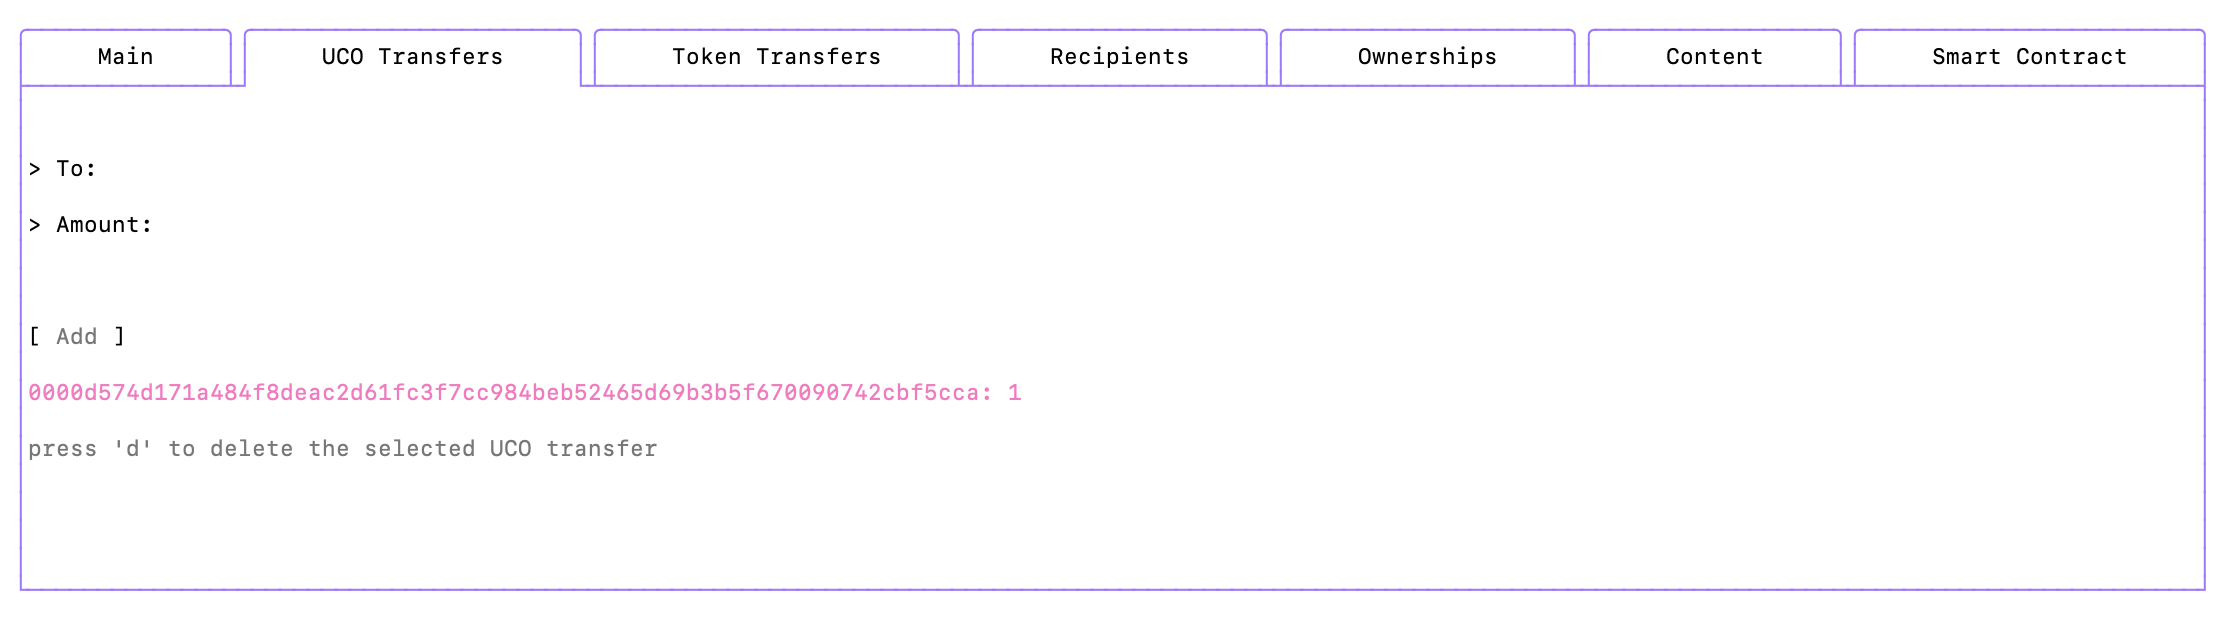 Main UCO Transfers Token Transfers Recipients Ownerships Content Smart Contract
> To:
> Amount:
[ Add ]
0000d574d171a484f8deac2d61fc3f7cc984beb52465d69b3b5f670090742cbf5cca: 1
press 'd' to delete the selected UCO transfer